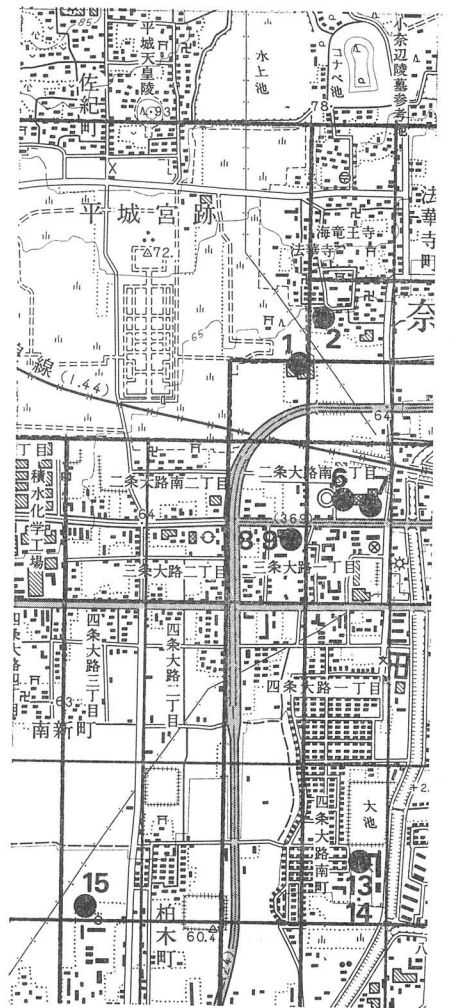 85
平城天皇陵
水上池
コナベ池
小奈辺陵墓参考地
佐紀町
93
78
平城宮跡
法華寺町
海竜王寺
法華寺
72.
65
奈
2
1
線
(1.44)
64
丁目
二条大路南二丁目
二条大路南一丁目
6
7
積水化学工場
64
(369)
8 9
三条大路二丁目
三条大路一丁目
四条大路三丁目
四条大路二丁目
四条大路一丁目
63
南新町
大池
四条大路南町
13
14
15
柏木町
60.4